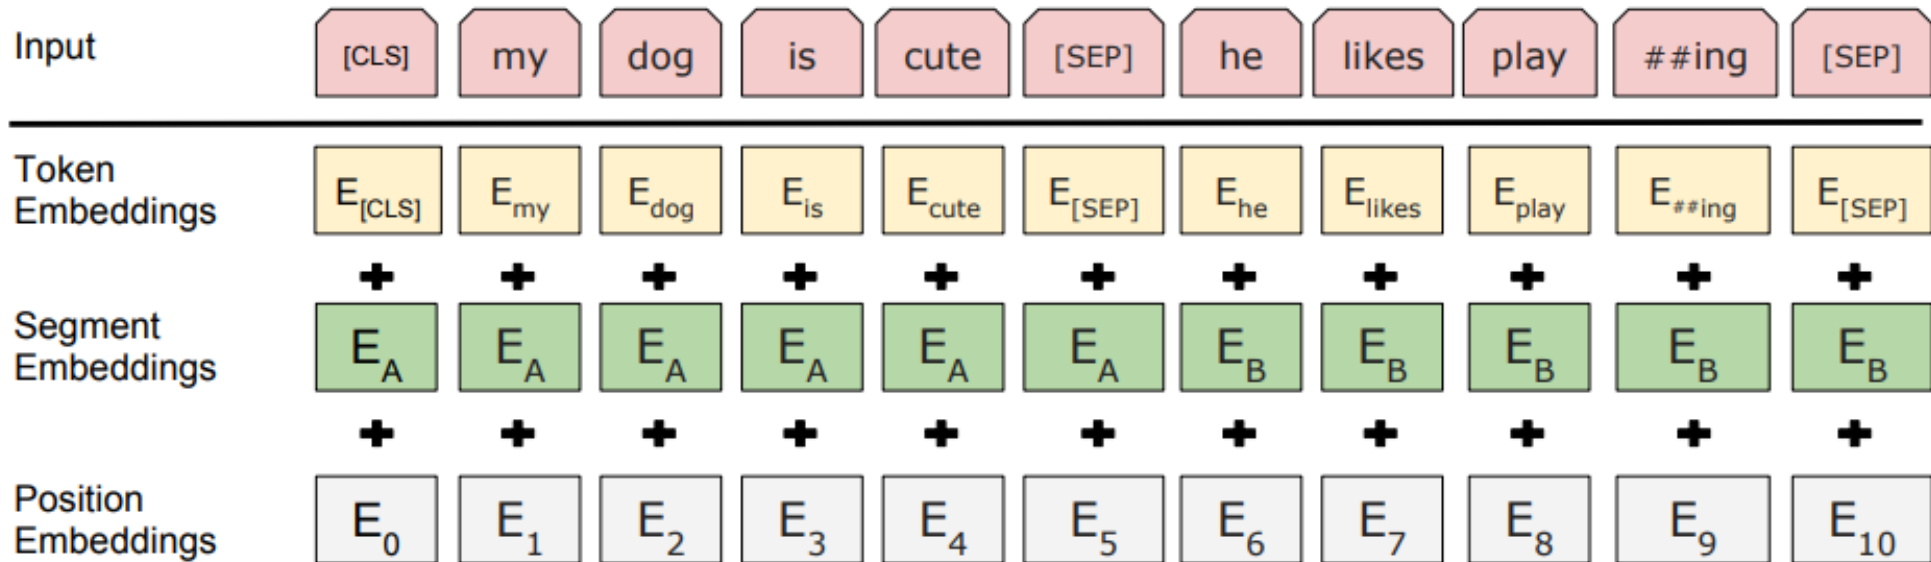 Input [CLS] my dog is cute [SEP] he likes play ##ing [SEP]
Token
Embeddings
E[CLS] Emy Edog Eis Ecute E[SEP] Ehe Elikes Eplay E##ing E[SEP]
+ + + + + + + + + + +
Segment
Embeddings
EA EA EA EA EA EA EB EB EB EB EB
+ + + + + + + + + + +
Position
Embeddings
E0 E1 E2 E3 E4 E5 E6 E7 E8 E9 E10